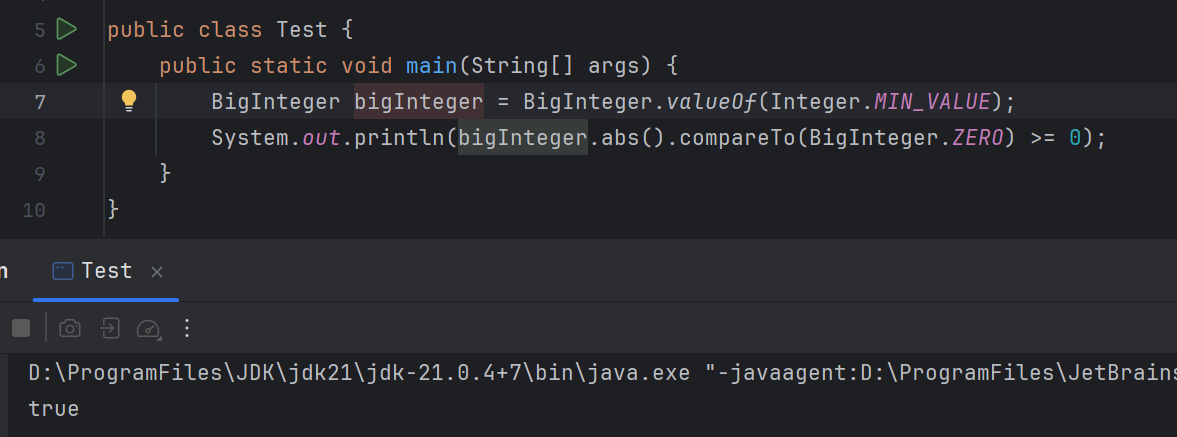 5 public class Test {
6 public static void main(String[] args) {
7 BigInteger bigInteger = BigInteger.valueOf(Integer.MIN_VALUE);
8 System.out.println(bigInteger.abs().compareTo(BigInteger.ZERO) >= 0);
9 }
10 }
n Test ×
D:\ProgramFiles\JDK\jdk21\jdk-21.0.4+7\bin\java.exe "-javaagent:D:\ProgramFiles\JetBrains
true